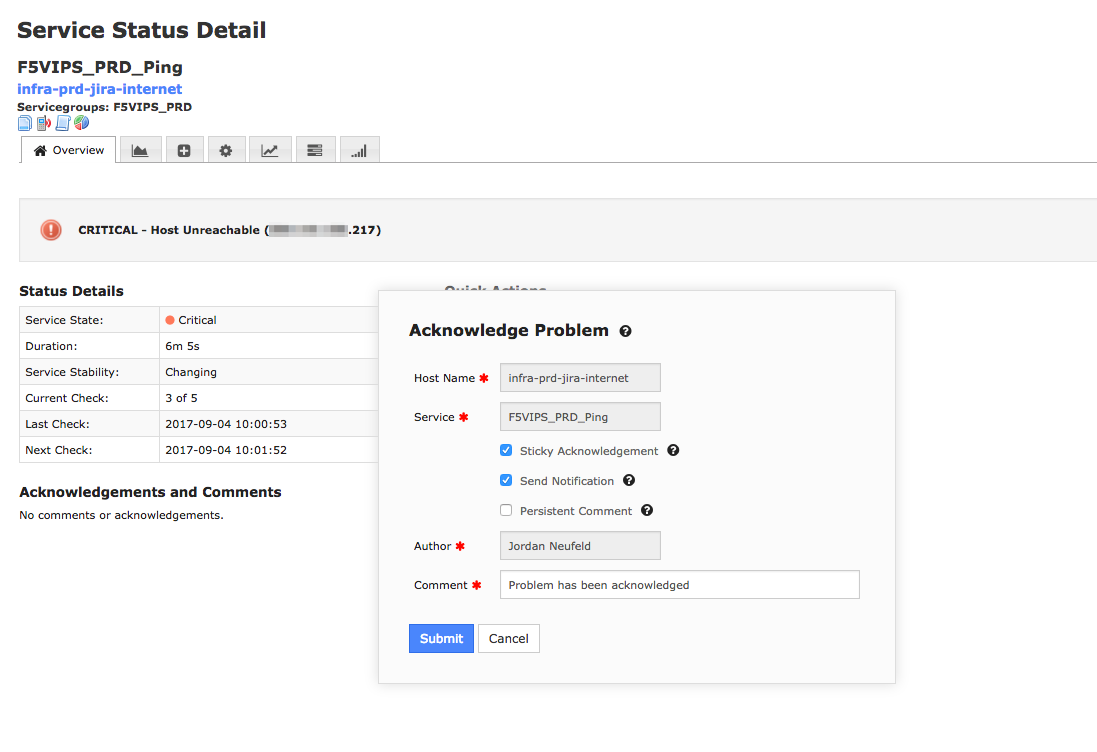 Service Status Detail
F5VIPS_PRD_Ping
infra-prd-jira-internet
Servicegroups: F5VIPS_PRD
Overview
CRITICAL - Host Unreachable (.217)
Status Details
Quick Actions
Service State: Critical
Duration: 6m 5s
Service Stability: Changing
Current Check: 3 of 5
Last Check: 2017-09-04 10:00:53
Next Check: 2017-09-04 10:01:52
Acknowledgements and Comments
No comments or acknowledgements.
Acknowledge Problem
Host Name * infra-prd-jira-internet
Service * F5VIPS_PRD_Ping
Sticky Acknowledgement
Send Notification
Persistent Comment
Author * Jordan Neufeld
Comment * Problem has been acknowledged
Submit Cancel